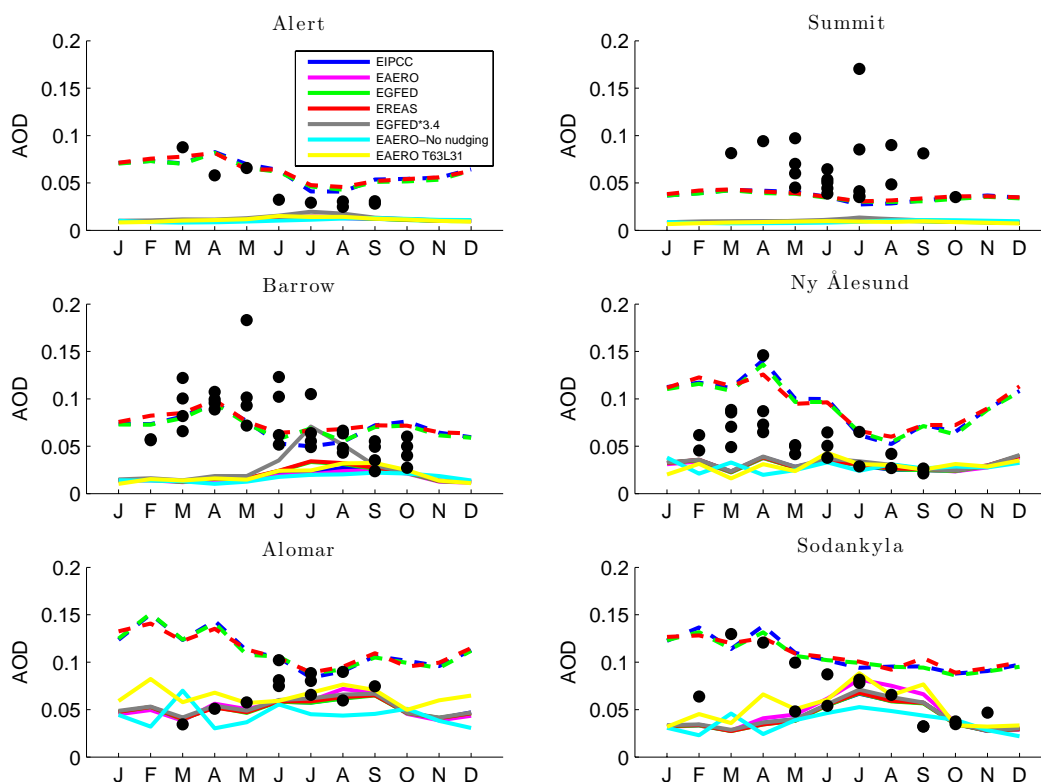 Alert
0.2
0.15
0.1
0.05
0
AOD
J F M A M J J A S O N D
EIPCC
EAERO
EGFED
EREAS
EGFED*3.4
EAERO−No nudging
EAERO T63L31
Summit
0.2
0.15
0.1
0.05
0
AOD
J F M A M J J A S O N D
Barrow
0.2
0.15
0.1
0.05
0
AOD
J F M A M J J A S O N D
Ny Ålesund
0.2
0.15
0.1
0.05
0
AOD
J F M A M J J A S O N D
Alomar
0.2
0.15
0.1
0.05
0
AOD
J F M A M J J A S O N D
Sodankyla
0.2
0.15
0.1
0.05
0
AOD
J F M A M J J A S O N D